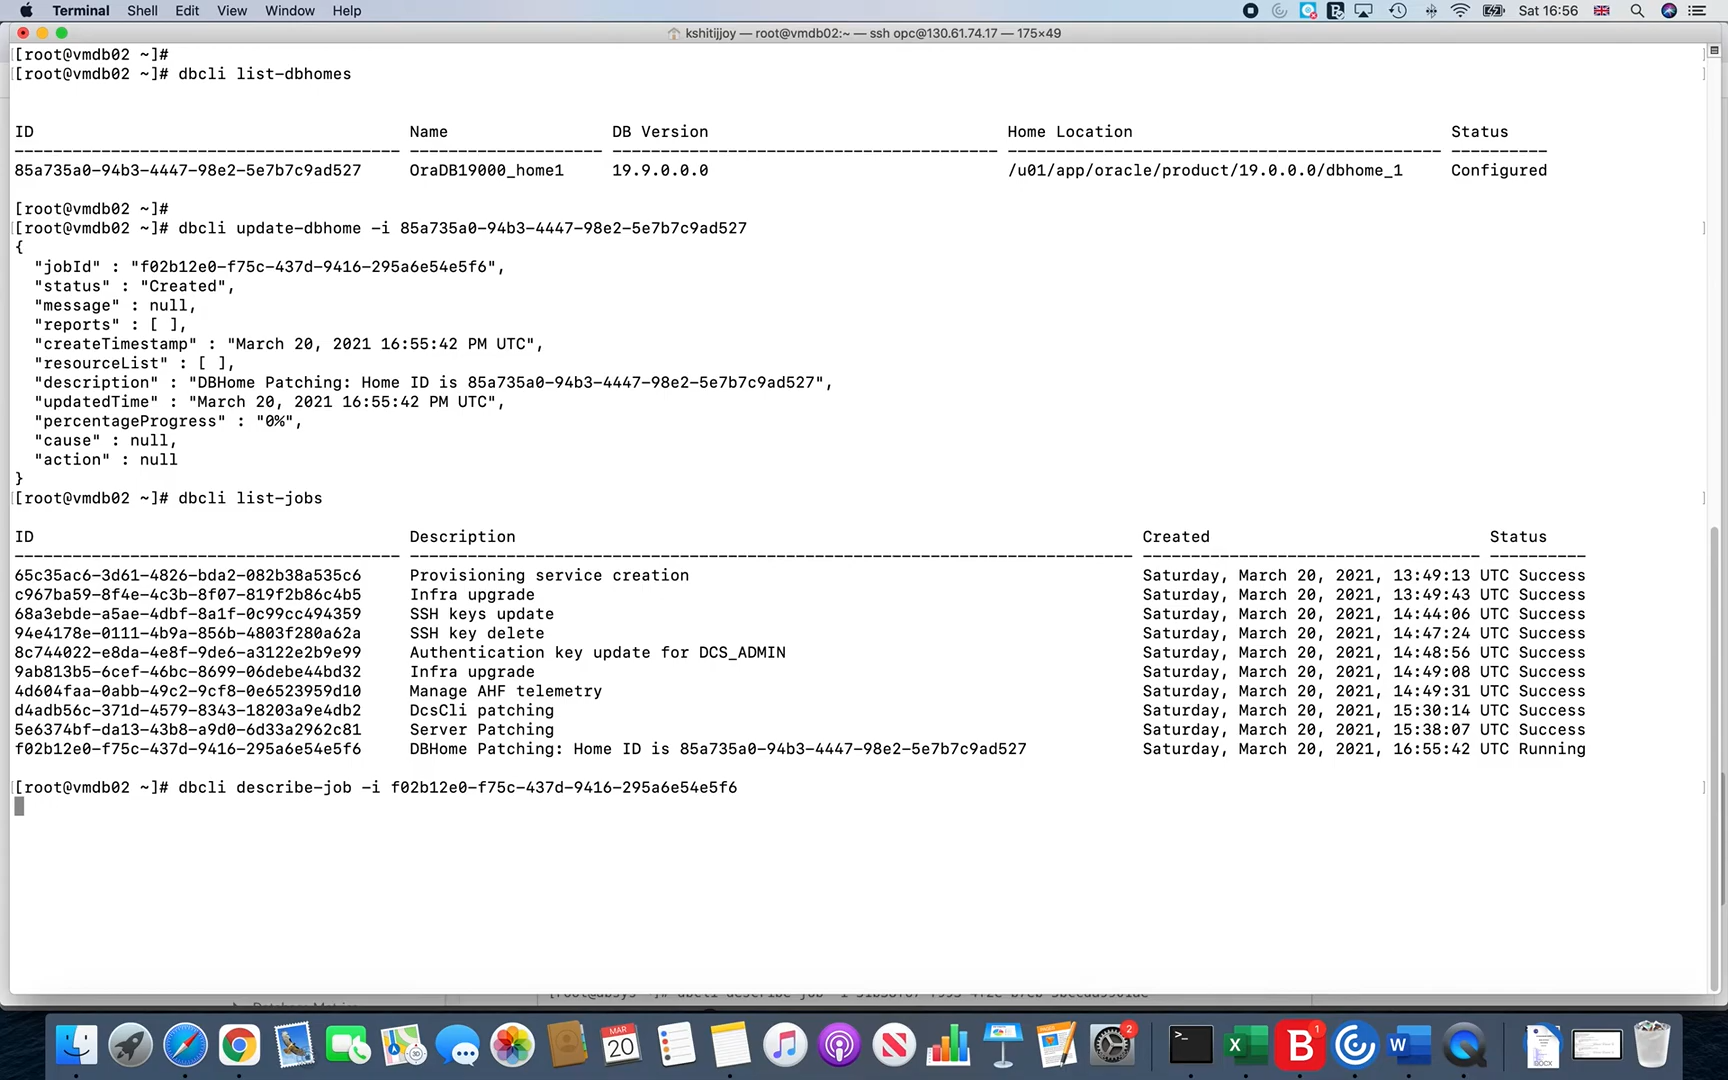 Terminal Shell Edit View Window Help Sat 16:56
kshitijjoy — root@vmdb02:~ — ssh opc@130.61.74.17 — 175×49
[root@vmdb02 ~]#
[root@vmdb02 ~]# dbcli list-dbhomes
ID Name DB Version Home Location Status
---------------------------------------- -------------------- ---------------------------------------- --------------------------------------------- ----------
85a735a0-94b3-4447-98e2-5e7b7c9ad527 OraDB19000_home1 19.9.0.0.0 /u01/app/oracle/product/19.0.0.0/dbhome_1 Configured
[root@vmdb02 ~]#
[root@vmdb02 ~]# dbcli update-dbhome -i 85a735a0-94b3-4447-98e2-5e7b7c9ad527
{
"jobId" : "f02b12e0-f75c-437d-9416-295a6e54e5f6",
"status" : "Created",
"message" : null,
"reports" : [ ],
"createTimestamp" : "March 20, 2021 16:55:42 PM UTC",
"resourceList" : [ ],
"description" : "DBHome Patching: Home ID is 85a735a0-94b3-4447-98e2-5e7b7c9ad527",
"updatedTime" : "March 20, 2021 16:55:42 PM UTC",
"percentageProgress" : "0%",
"cause" : null,
"action" : null
}
[root@vmdb02 ~]# dbcli list-jobs
ID Description Created Status
---------------------------------------- --------------------------------------------------------------------------- ----------------------------------- ----------
65c35ac6-3d61-4826-bda2-082b38a535c6 Provisioning service creation Saturday, March 20, 2021, 13:49:13 UTC Success
c967ba59-8f4e-4c3b-8f07-819f2b86c4b5 Infra upgrade Saturday, March 20, 2021, 13:49:43 UTC Success
68a3ebde-a5ae-4dbf-8a1f-0c99cc494359 SSH keys update Saturday, March 20, 2021, 14:44:06 UTC Success
94e4178e-0111-4b9a-856b-4803f280a62a SSH key delete Saturday, March 20, 2021, 14:47:24 UTC Success
8c744022-e8da-4e8f-9de6-a3122e2b9e99 Authentication key update for DCS_ADMIN Saturday, March 20, 2021, 14:48:56 UTC Success
9ab813b5-6cef-46bc-8699-06debe44bd32 Infra upgrade Saturday, March 20, 2021, 14:49:08 UTC Success
4d604faa-0abb-49c2-9cf8-0e6523959d10 Manage AHF telemetry Saturday, March 20, 2021, 14:49:31 UTC Success
d4adb56c-371d-4579-8343-18203a9e4db2 DcsCli patching Saturday, March 20, 2021, 15:30:14 UTC Success
5e6374bf-da13-43b8-a9d0-6d33a2962c81 Server Patching Saturday, March 20, 2021, 15:38:07 UTC Success
f02b12e0-f75c-437d-9416-295a6e54e5f6 DBHome Patching: Home ID is 85a735a0-94b3-4447-98e2-5e7b7c9ad527 Saturday, March 20, 2021, 16:55:42 UTC Running
[root@vmdb02 ~]# dbcli describe-job -i f02b12e0-f75c-437d-9416-295a6e54e5f6
MAR
20
2
1
DOCX